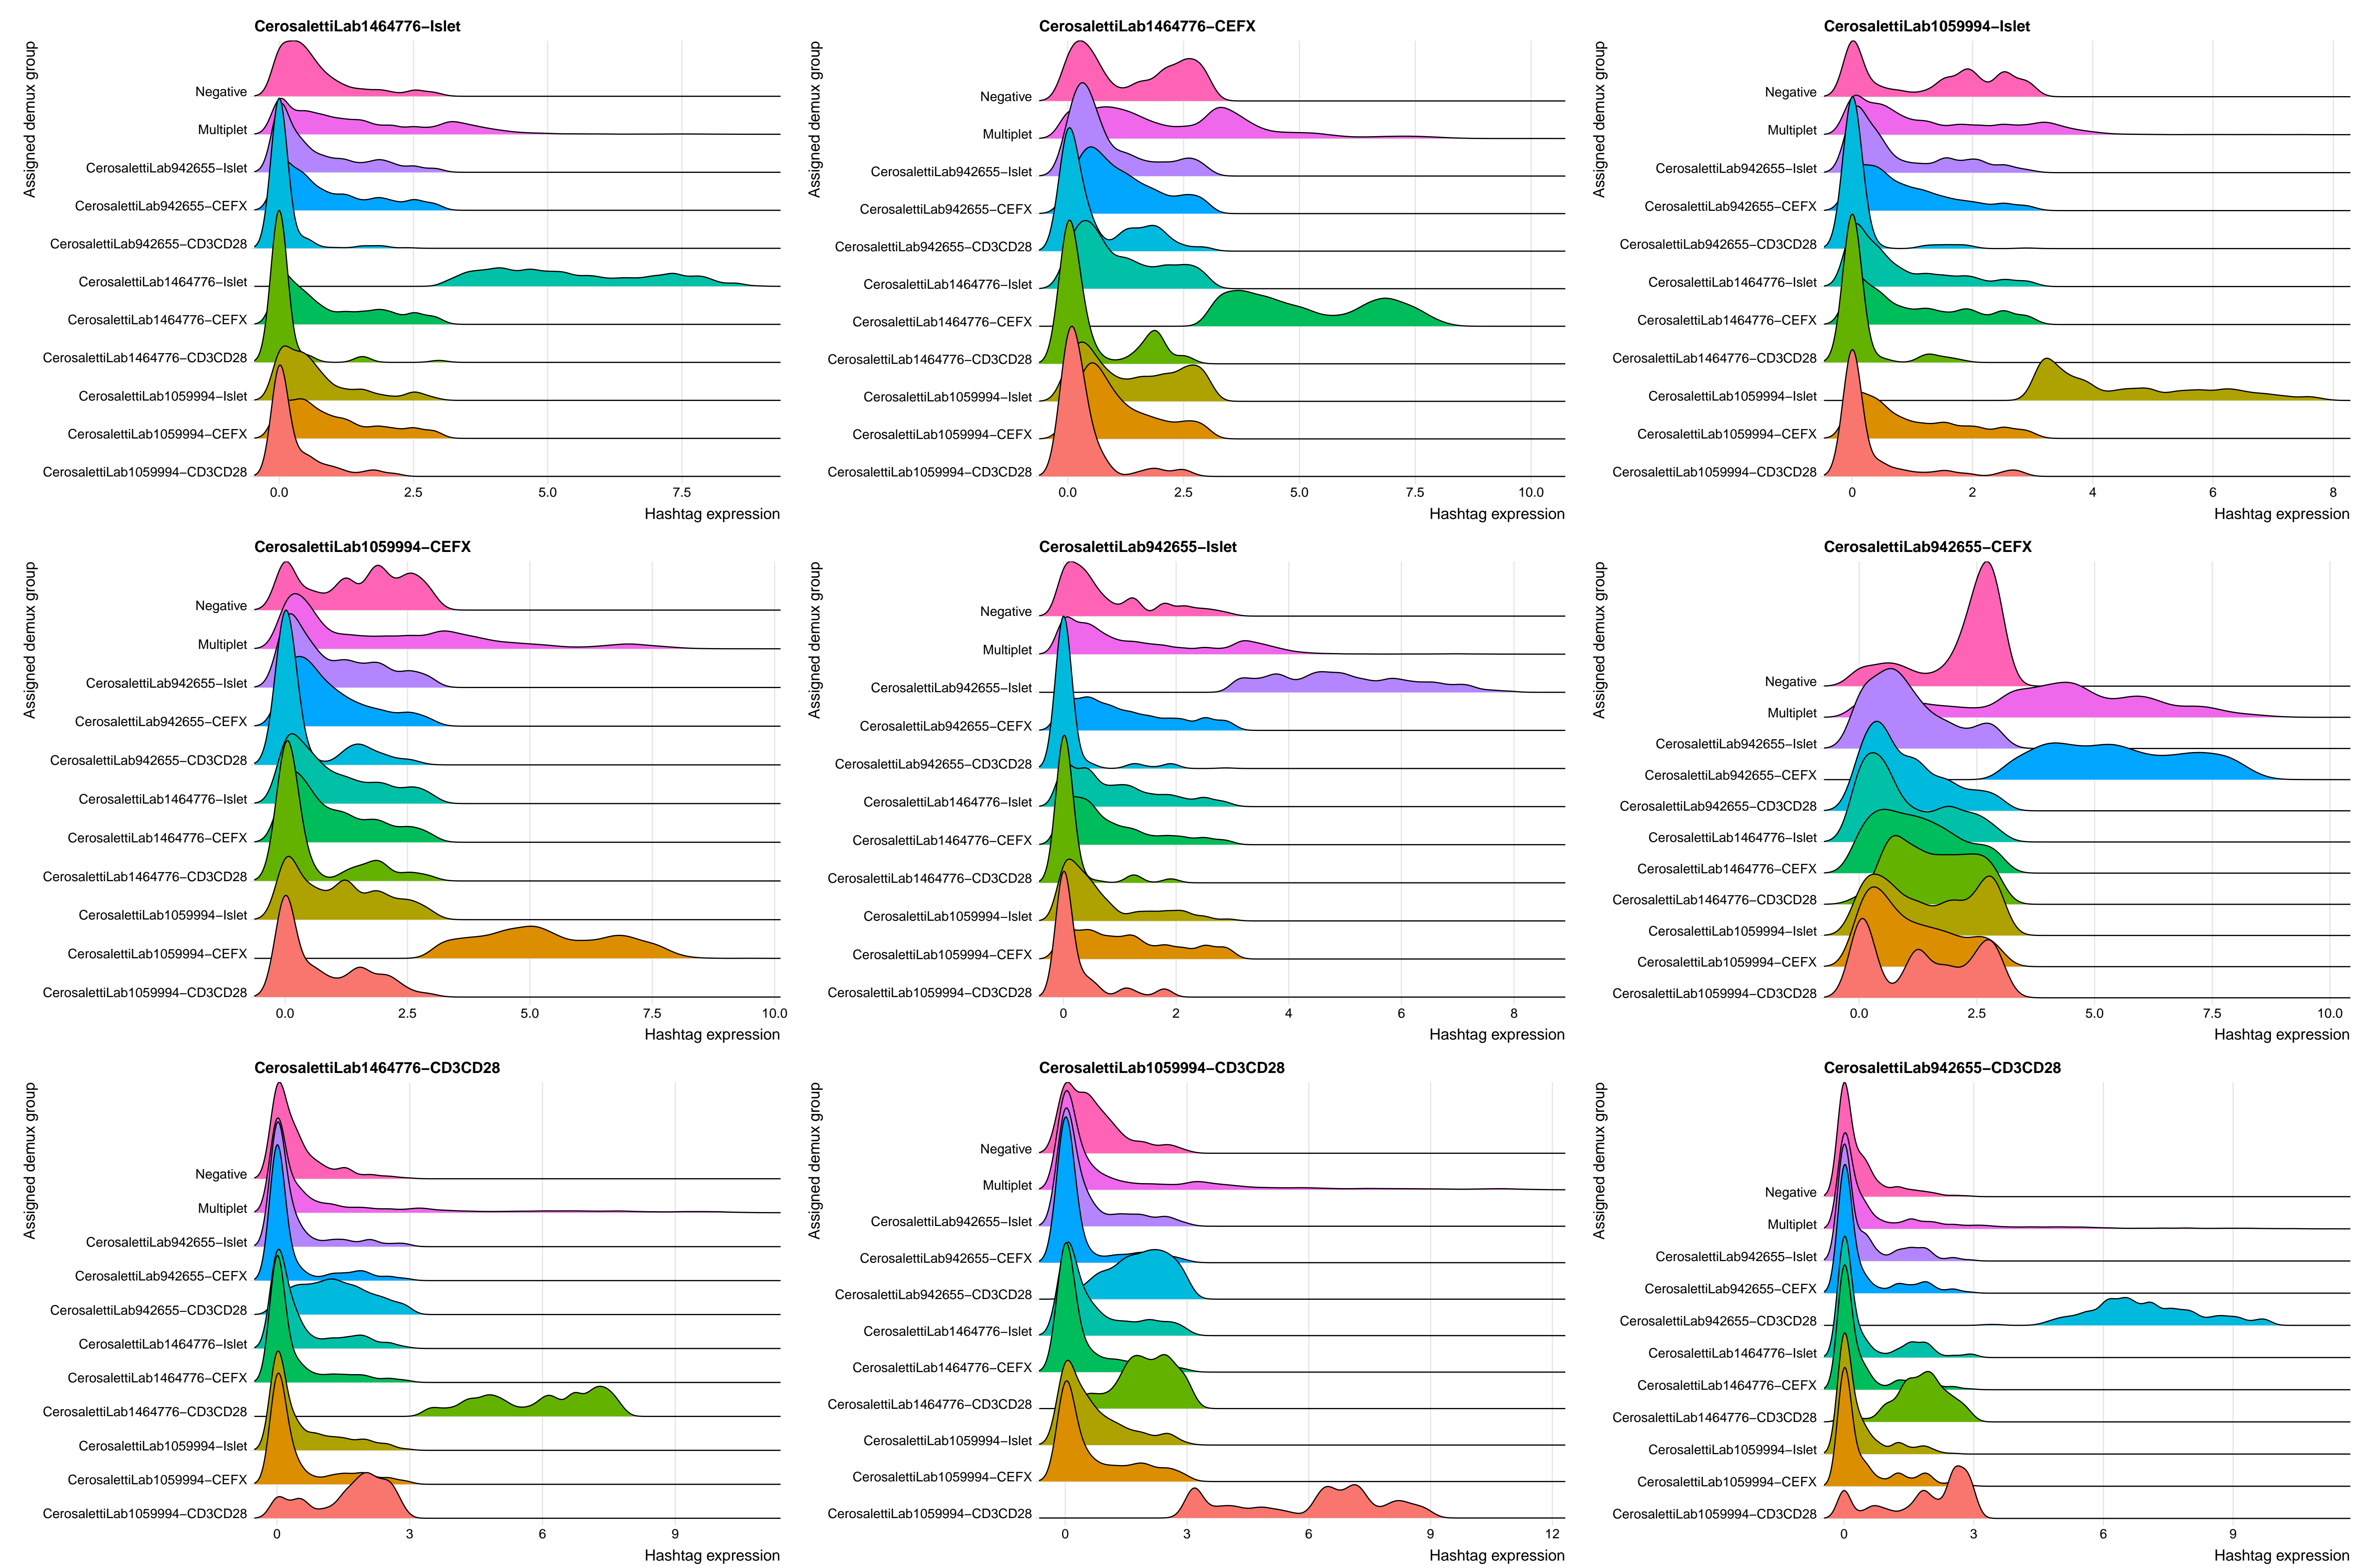 CerosalettiLab1464776–Islet
Assigned demux group
Negative
Multiplet
CerosalettiLab942655–Islet
CerosalettiLab942655–CEFX
CerosalettiLab942655–CD3CD28
CerosalettiLab1464776–Islet
CerosalettiLab1464776–CEFX
CerosalettiLab1464776–CD3CD28
CerosalettiLab1059994–Islet
CerosalettiLab1059994–CEFX
CerosalettiLab1059994–CD3CD28
0.0 2.5 5.0 7.5
Hashtag expression
CerosalettiLab1464776–CEFX
Assigned demux group
Negative
Multiplet
CerosalettiLab942655–Islet
CerosalettiLab942655–CEFX
CerosalettiLab942655–CD3CD28
CerosalettiLab1464776–Islet
CerosalettiLab1464776–CEFX
CerosalettiLab1464776–CD3CD28
CerosalettiLab1059994–Islet
CerosalettiLab1059994–CEFX
CerosalettiLab1059994–CD3CD28
0.0 2.5 5.0 7.5 10.0
Hashtag expression
CerosalettiLab1059994–Islet
Assigned demux group
Negative
Multiplet
CerosalettiLab942655–Islet
CerosalettiLab942655–CEFX
CerosalettiLab942655–CD3CD28
CerosalettiLab1464776–Islet
CerosalettiLab1464776–CEFX
CerosalettiLab1464776–CD3CD28
CerosalettiLab1059994–Islet
CerosalettiLab1059994–CEFX
CerosalettiLab1059994–CD3CD28
0 2 4 6 8
Hashtag expression
CerosalettiLab1059994–CEFX
Assigned demux group
Negative
Multiplet
CerosalettiLab942655–Islet
CerosalettiLab942655–CEFX
CerosalettiLab942655–CD3CD28
CerosalettiLab1464776–Islet
CerosalettiLab1464776–CEFX
CerosalettiLab1464776–CD3CD28
CerosalettiLab1059994–Islet
CerosalettiLab1059994–CEFX
CerosalettiLab1059994–CD3CD28
0.0 2.5 5.0 7.5 10.0
Hashtag expression
CerosalettiLab942655–Islet
Assigned demux group
Negative
Multiplet
CerosalettiLab942655–Islet
CerosalettiLab942655–CEFX
CerosalettiLab942655–CD3CD28
CerosalettiLab1464776–Islet
CerosalettiLab1464776–CEFX
CerosalettiLab1464776–CD3CD28
CerosalettiLab1059994–Islet
CerosalettiLab1059994–CEFX
CerosalettiLab1059994–CD3CD28
0 2 4 6 8
Hashtag expression
CerosalettiLab942655–CEFX
Assigned demux group
Negative
Multiplet
CerosalettiLab942655–Islet
CerosalettiLab942655–CEFX
CerosalettiLab942655–CD3CD28
CerosalettiLab1464776–Islet
CerosalettiLab1464776–CEFX
CerosalettiLab1464776–CD3CD28
CerosalettiLab1059994–Islet
CerosalettiLab1059994–CEFX
CerosalettiLab1059994–CD3CD28
0.0 2.5 5.0 7.5 10.0
Hashtag expression
CerosalettiLab1464776–CD3CD28
Assigned demux group
Negative
Multiplet
CerosalettiLab942655–Islet
CerosalettiLab942655–CEFX
CerosalettiLab942655–CD3CD28
CerosalettiLab1464776–Islet
CerosalettiLab1464776–CEFX
CerosalettiLab1464776–CD3CD28
CerosalettiLab1059994–Islet
CerosalettiLab1059994–CEFX
CerosalettiLab1059994–CD3CD28
0 3 6 9
Hashtag expression
CerosalettiLab1059994–CD3CD28
Assigned demux group
Negative
Multiplet
CerosalettiLab942655–Islet
CerosalettiLab942655–CEFX
CerosalettiLab942655–CD3CD28
CerosalettiLab1464776–Islet
CerosalettiLab1464776–CEFX
CerosalettiLab1464776–CD3CD28
CerosalettiLab1059994–Islet
CerosalettiLab1059994–CEFX
CerosalettiLab1059994–CD3CD28
0 3 6 9 12
Hashtag expression
CerosalettiLab942655–CD3CD28
Assigned demux group
Negative
Multiplet
CerosalettiLab942655–Islet
CerosalettiLab942655–CEFX
CerosalettiLab942655–CD3CD28
CerosalettiLab1464776–Islet
CerosalettiLab1464776–CEFX
CerosalettiLab1464776–CD3CD28
CerosalettiLab1059994–Islet
CerosalettiLab1059994–CEFX
CerosalettiLab1059994–CD3CD28
0 3 6 9
Hashtag expression